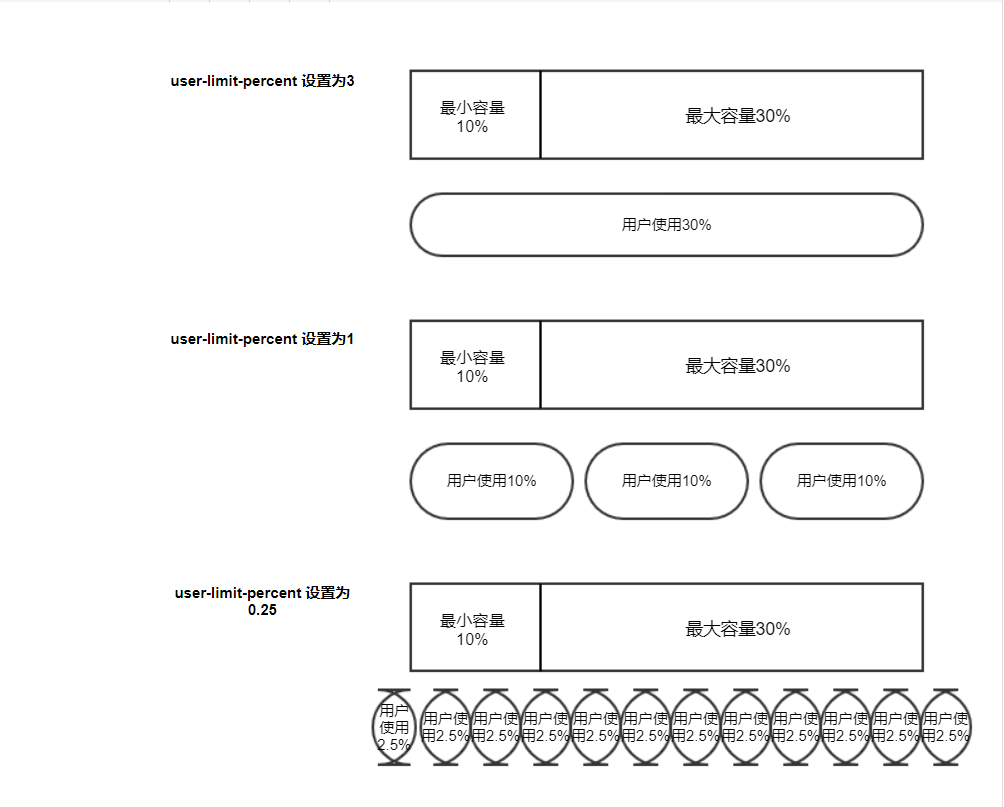 user-limit-percent 设置为3
最小容量
10%
最大容量30%
用户使用30%
user-limit-percent 设置为1
最小容量
10%
最大容量30%
用户使用10%
用户使用10%
用户使用10%
user-limit-percent 设置为
0.25
最小容量
10%
最大容量30%
用户
使用
2.5%
用户使
用2.5%
用户使
用2.5%
用户使
用2.5%
用户使
用2.5%
用户使
用2.5%
用户使
用2.5%
用户使
用2.5%
用户使
用2.5%
用户使
用2.5%
用户使
用2.5%
用户使
用2.5%